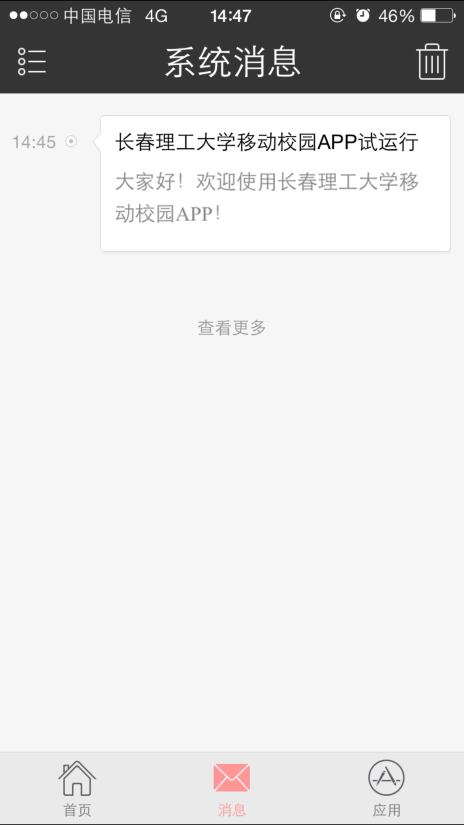 中国电信 4G 14:47 46%
系统消息
14:45
长春理工大学移动校园APP试运行
大家好！欢迎使用长春理工大学移
动校园APP！
查看更多
首页 消息 应用